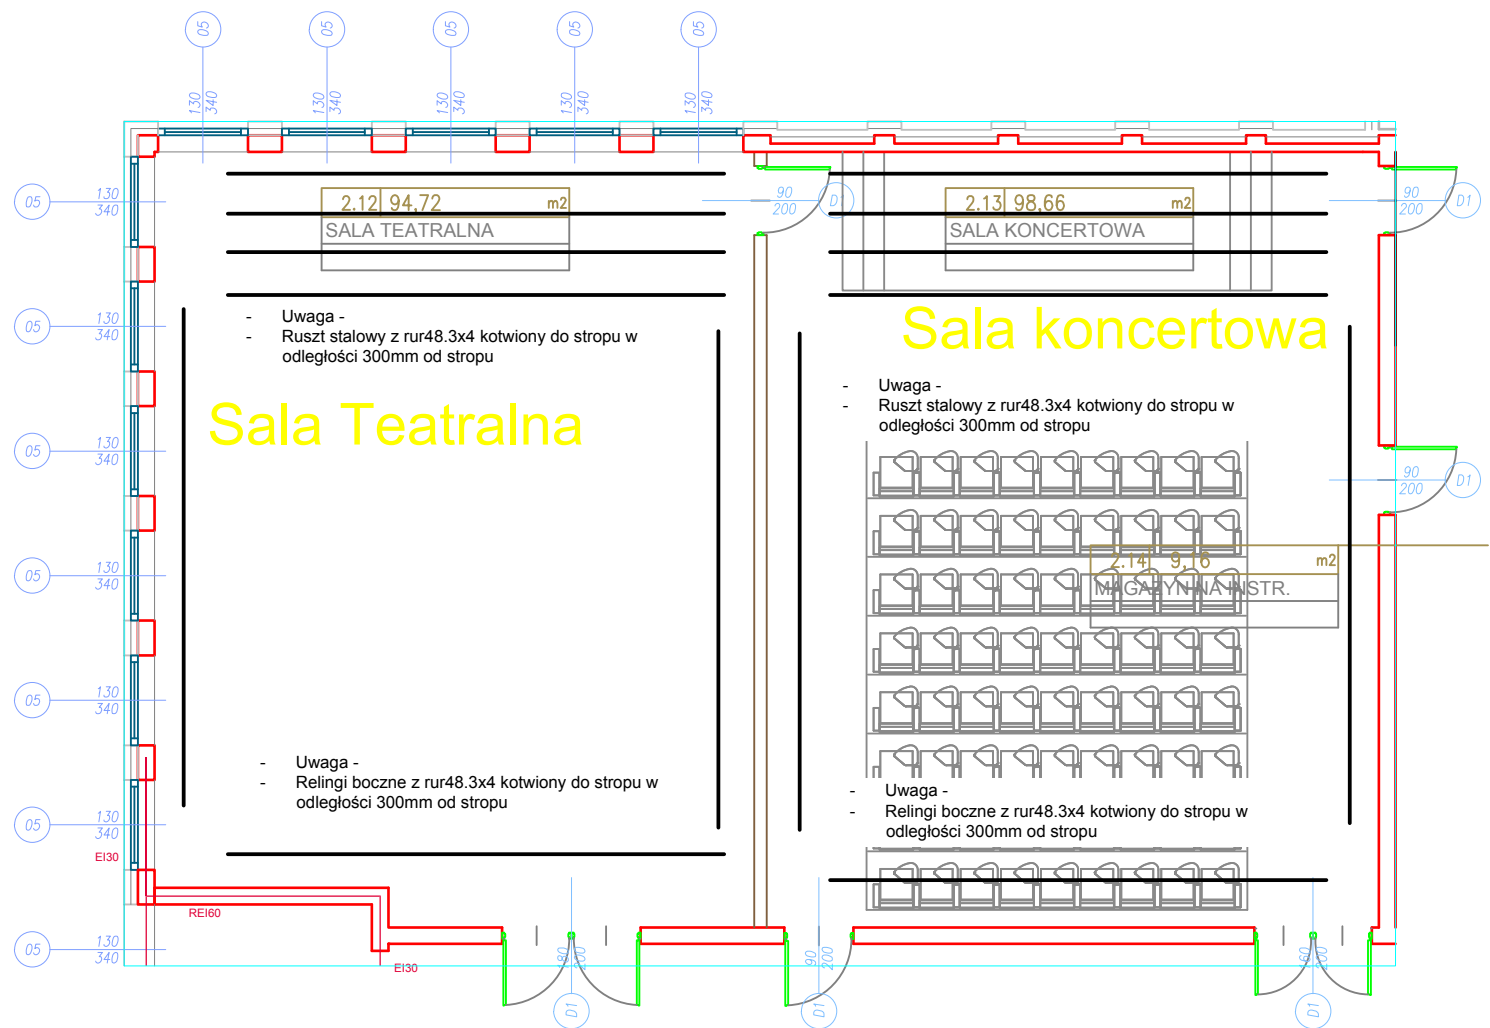 05
05
05
05
05
130
340
130
340
130
340
130
340
130
340
05
130
340
2.12 94,72 m2
SALA TEATRALNA
90
200
D1
2.13 98,66 m2
SALA KONCERTOWA
90
200
D1
05
130
340
- Uwaga -
- Ruszt stalowy z rur48.3x4 kotwiony do stropu w
odległości 300mm od stropu
Sala koncertowa
Sala Teatralna
- Uwaga -
- Ruszt stalowy z rur48.3x4 kotwiony do stropu w
odległości 300mm od stropu
05
130
340
90
200
D1
05
130
340
2.14 9,16 m2
MAGAZYN NA INSTR.
05
130
340
- Uwaga -
- Relingi boczne z rur48.3x4 kotwiony do stropu w
odległości 300mm od stropu
- Uwaga -
- Relingi boczne z rur48.3x4 kotwiony do stropu w
odległości 300mm od stropu
05
130
340
EI30
REI60
05
130
340
EI30
180
200
90
200
160
200
D1
D1
D1